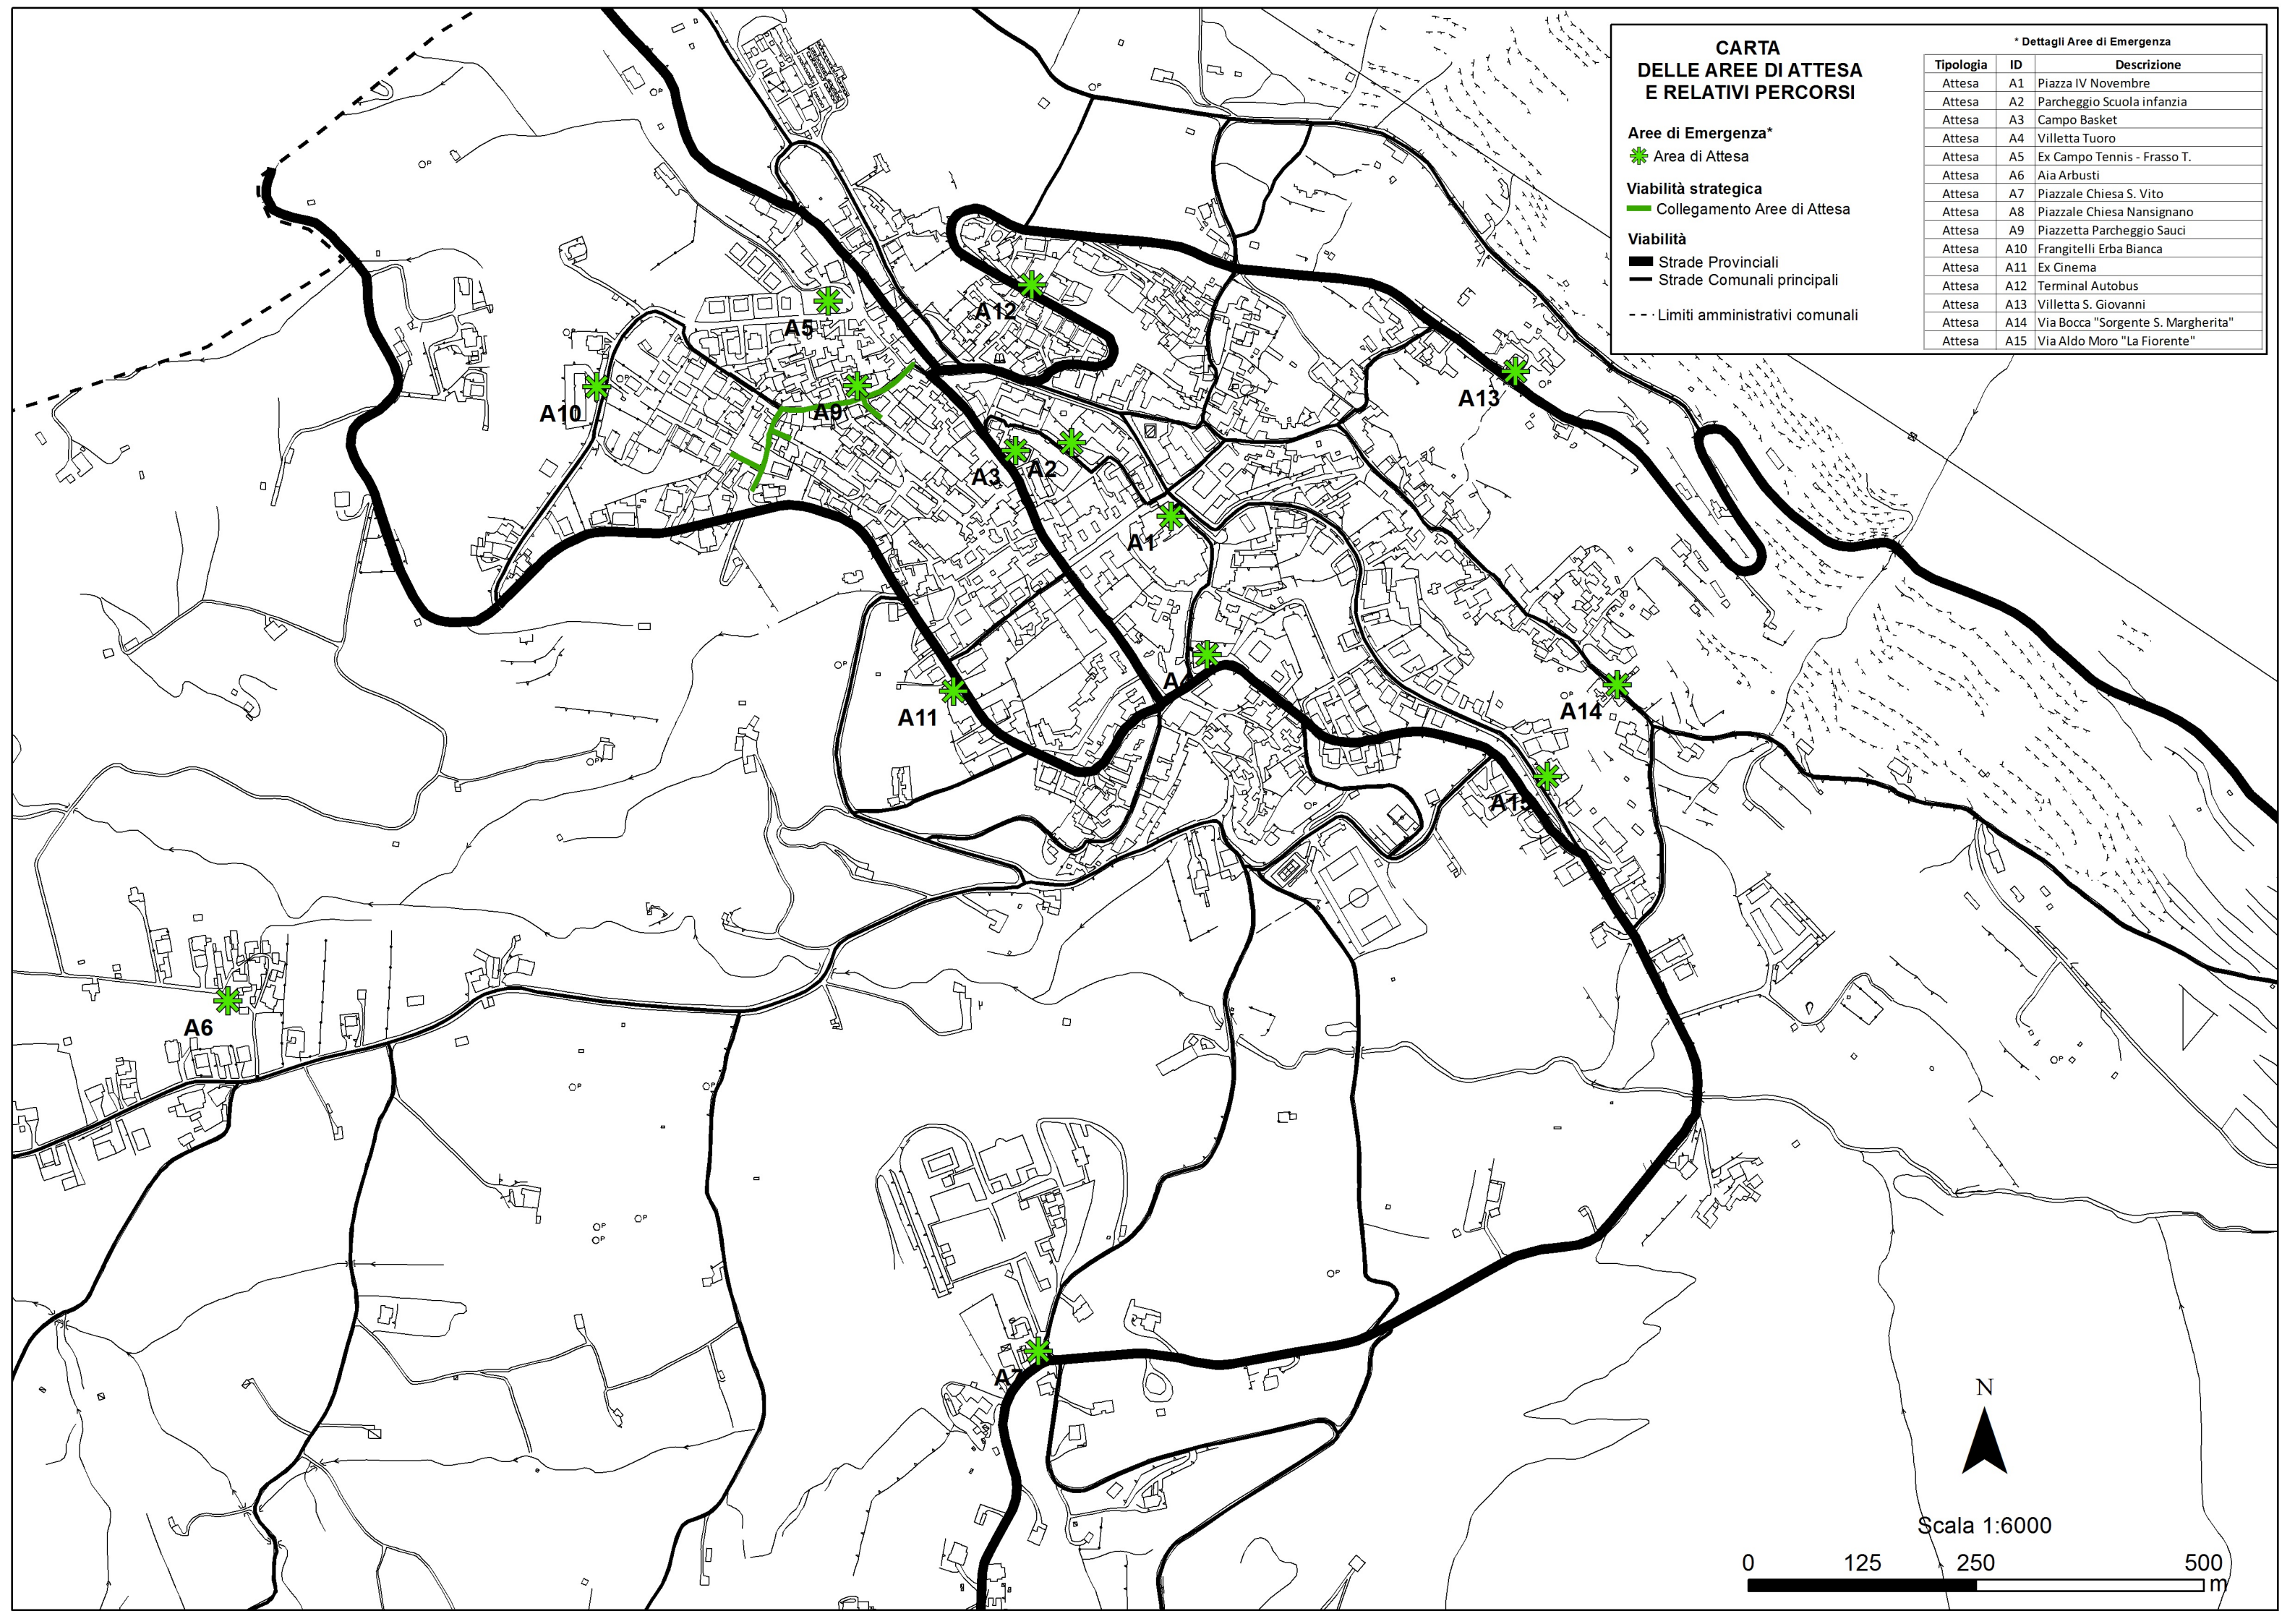 CARTA
DELLE AREE DI ATTESA
E RELATIVI PERCORSI
Aree di Emergenza*
Area di Attesa
Viabilità strategica
Collegamento Aree di Attesa
Viabilità
Strade Provinciali
Strade Comunali principali
Limiti amministrativi comunali
* Dettagli Aree di Emergenza
Tipologia ID Descrizione
Attesa A1 Piazza IV Novembre
Attesa A2 Parcheggio Scuola infanzia
Attesa A3 Campo Basket
Attesa A4 Villetta Tuoro
Attesa A5 Ex Campo Tennis - Frasso T.
Attesa A6 Aia Arbusti
Attesa A7 Piazzale Chiesa S. Vito
Attesa A8 Piazzale Chiesa Nansignano
Attesa A9 Piazzetta Parcheggio Sauci
Attesa A10 Frangitelli Erba Bianca
Attesa A11 Ex Cinema
Attesa A12 Terminal Autobus
Attesa A13 Villetta S. Giovanni
Attesa A14 Via Bocca "Sorgente S. Margherita"
Attesa A15 Via Aldo Moro "La Fiorente"
A12
A5
A13
A10
A9
A3
A2
A1
A4
A11
A14
A15
A6
A7
N
Scala 1:6000
0 125 250 500
m